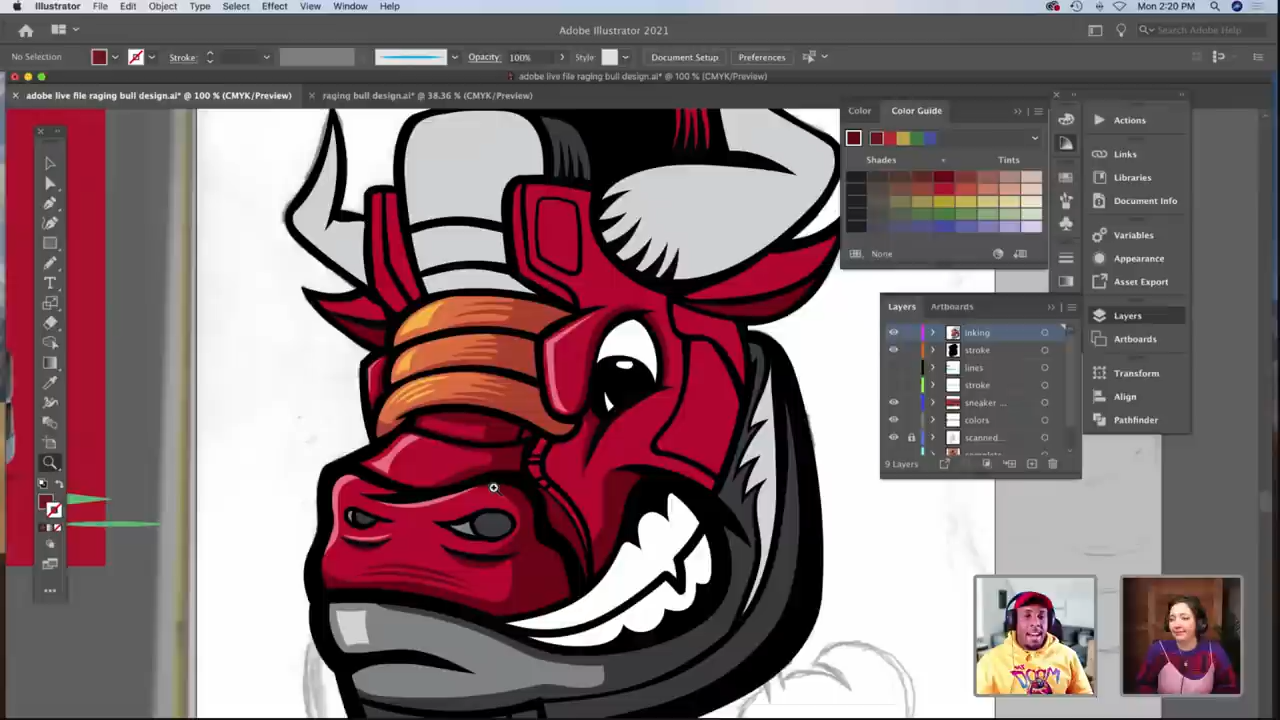 Illustrator File Edit Object Type Select Effect View Window Help Mon 2:20 PM
Adobe Illustrator 2021 Search Adobe Help
No Selection Stroke: Opacity: 100% Style: Document Setup Preferences
adobe live file raging bull design.ai* @ 100 % (CMYK/Preview)
adobe live file raging bull design.ai* @ 100 % (CMYK/Preview) raging bull design.ai* @ 38.36 % (CMYK/Preview)
Color Color Guide
Shades Tints
None
Actions
Links
Libraries
Document Info
Variables
Appearance
Asset Export
Layers
Artboards
Transform
Align
Pathfinder
Layers Artboards
inking
stroke
lines
stroke
sneaker ...
colors
scanned...
9 Layers
DOOM